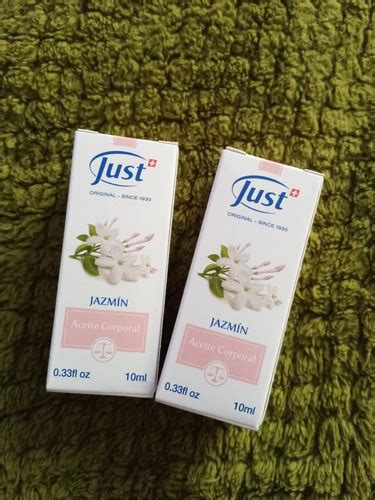 Just
ORIGINAL - SINCE 1930
JAZMÍN
Aceite Corporal
0.33fl oz 10ml
Just
ORIGINAL - SINCE 1930
JAZMÍN
Aceite Corporal
0.33fl oz 10ml